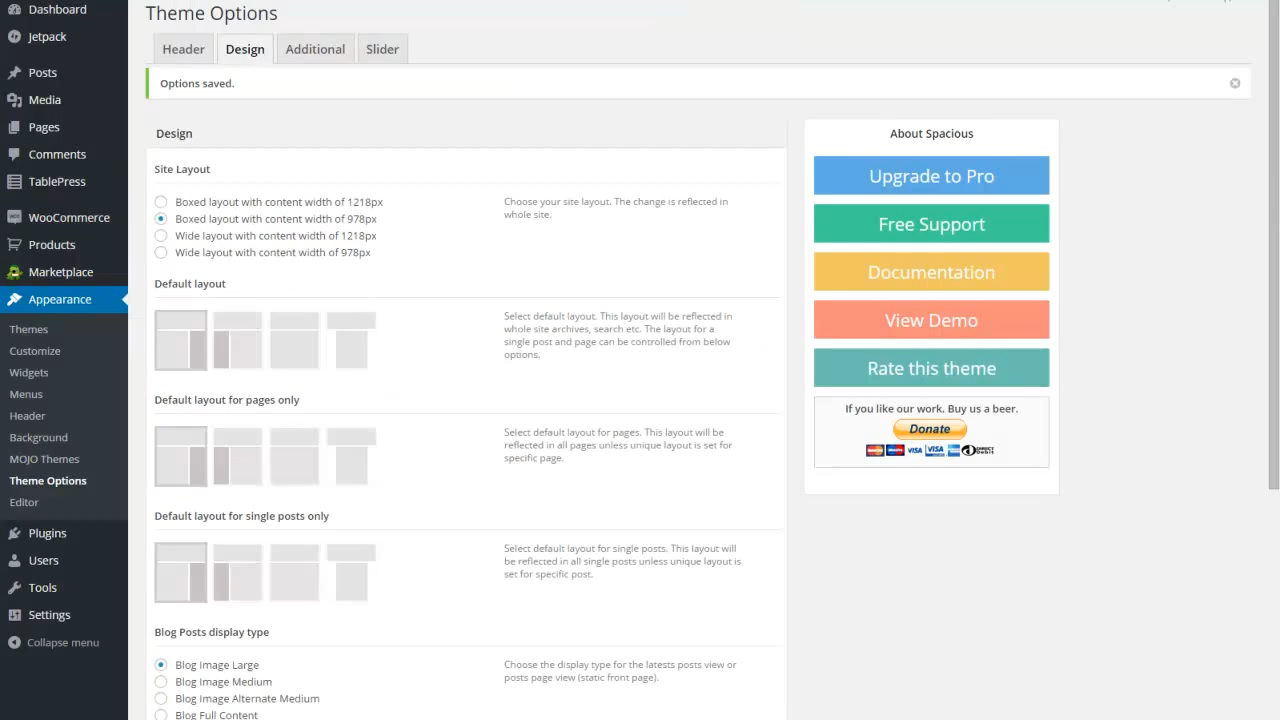 Dashboard
Jetpack
Posts
Media
Pages
Comments
TablePress
WooCommerce
Products
Marketplace
Appearance
Themes
Customize
Widgets
Menus
Header
Background
MOJO Themes
Theme Options
Editor
Plugins
Users
Tools
Settings
Collapse menu
Theme Options
Header
Design
Additional
Slider
Options saved.
Design
Site Layout
Boxed layout with content width of 1218px
Boxed layout with content width of 978px
Wide layout with content width of 1218px
Wide layout with content width of 978px
Choose your site layout. The change is reflected in
whole site.
Default layout
Select default layout. This layout will be reflected in
whole site archives, search etc. The layout for a
single post and page can be controlled from below
options.
Default layout for pages only
Select default layout for pages. This layout will be
reflected in all pages unless unique layout is set for
specific page.
Default layout for single posts only
Select default layout for single posts. This layout will
be reflected in all single posts unless unique layout is
set for specific post.
Blog Posts display type
Blog Image Large
Blog Image Medium
Blog Image Alternate Medium
Blog Full Content
Choose the display type for the latests posts view or
posts page view (static front page).
About Spacious
Upgrade to Pro
Free Support
Documentation
View Demo
Rate this theme
If you like our work. Buy us a beer.
Donate
VISA
VISA
DIRECT
Debit